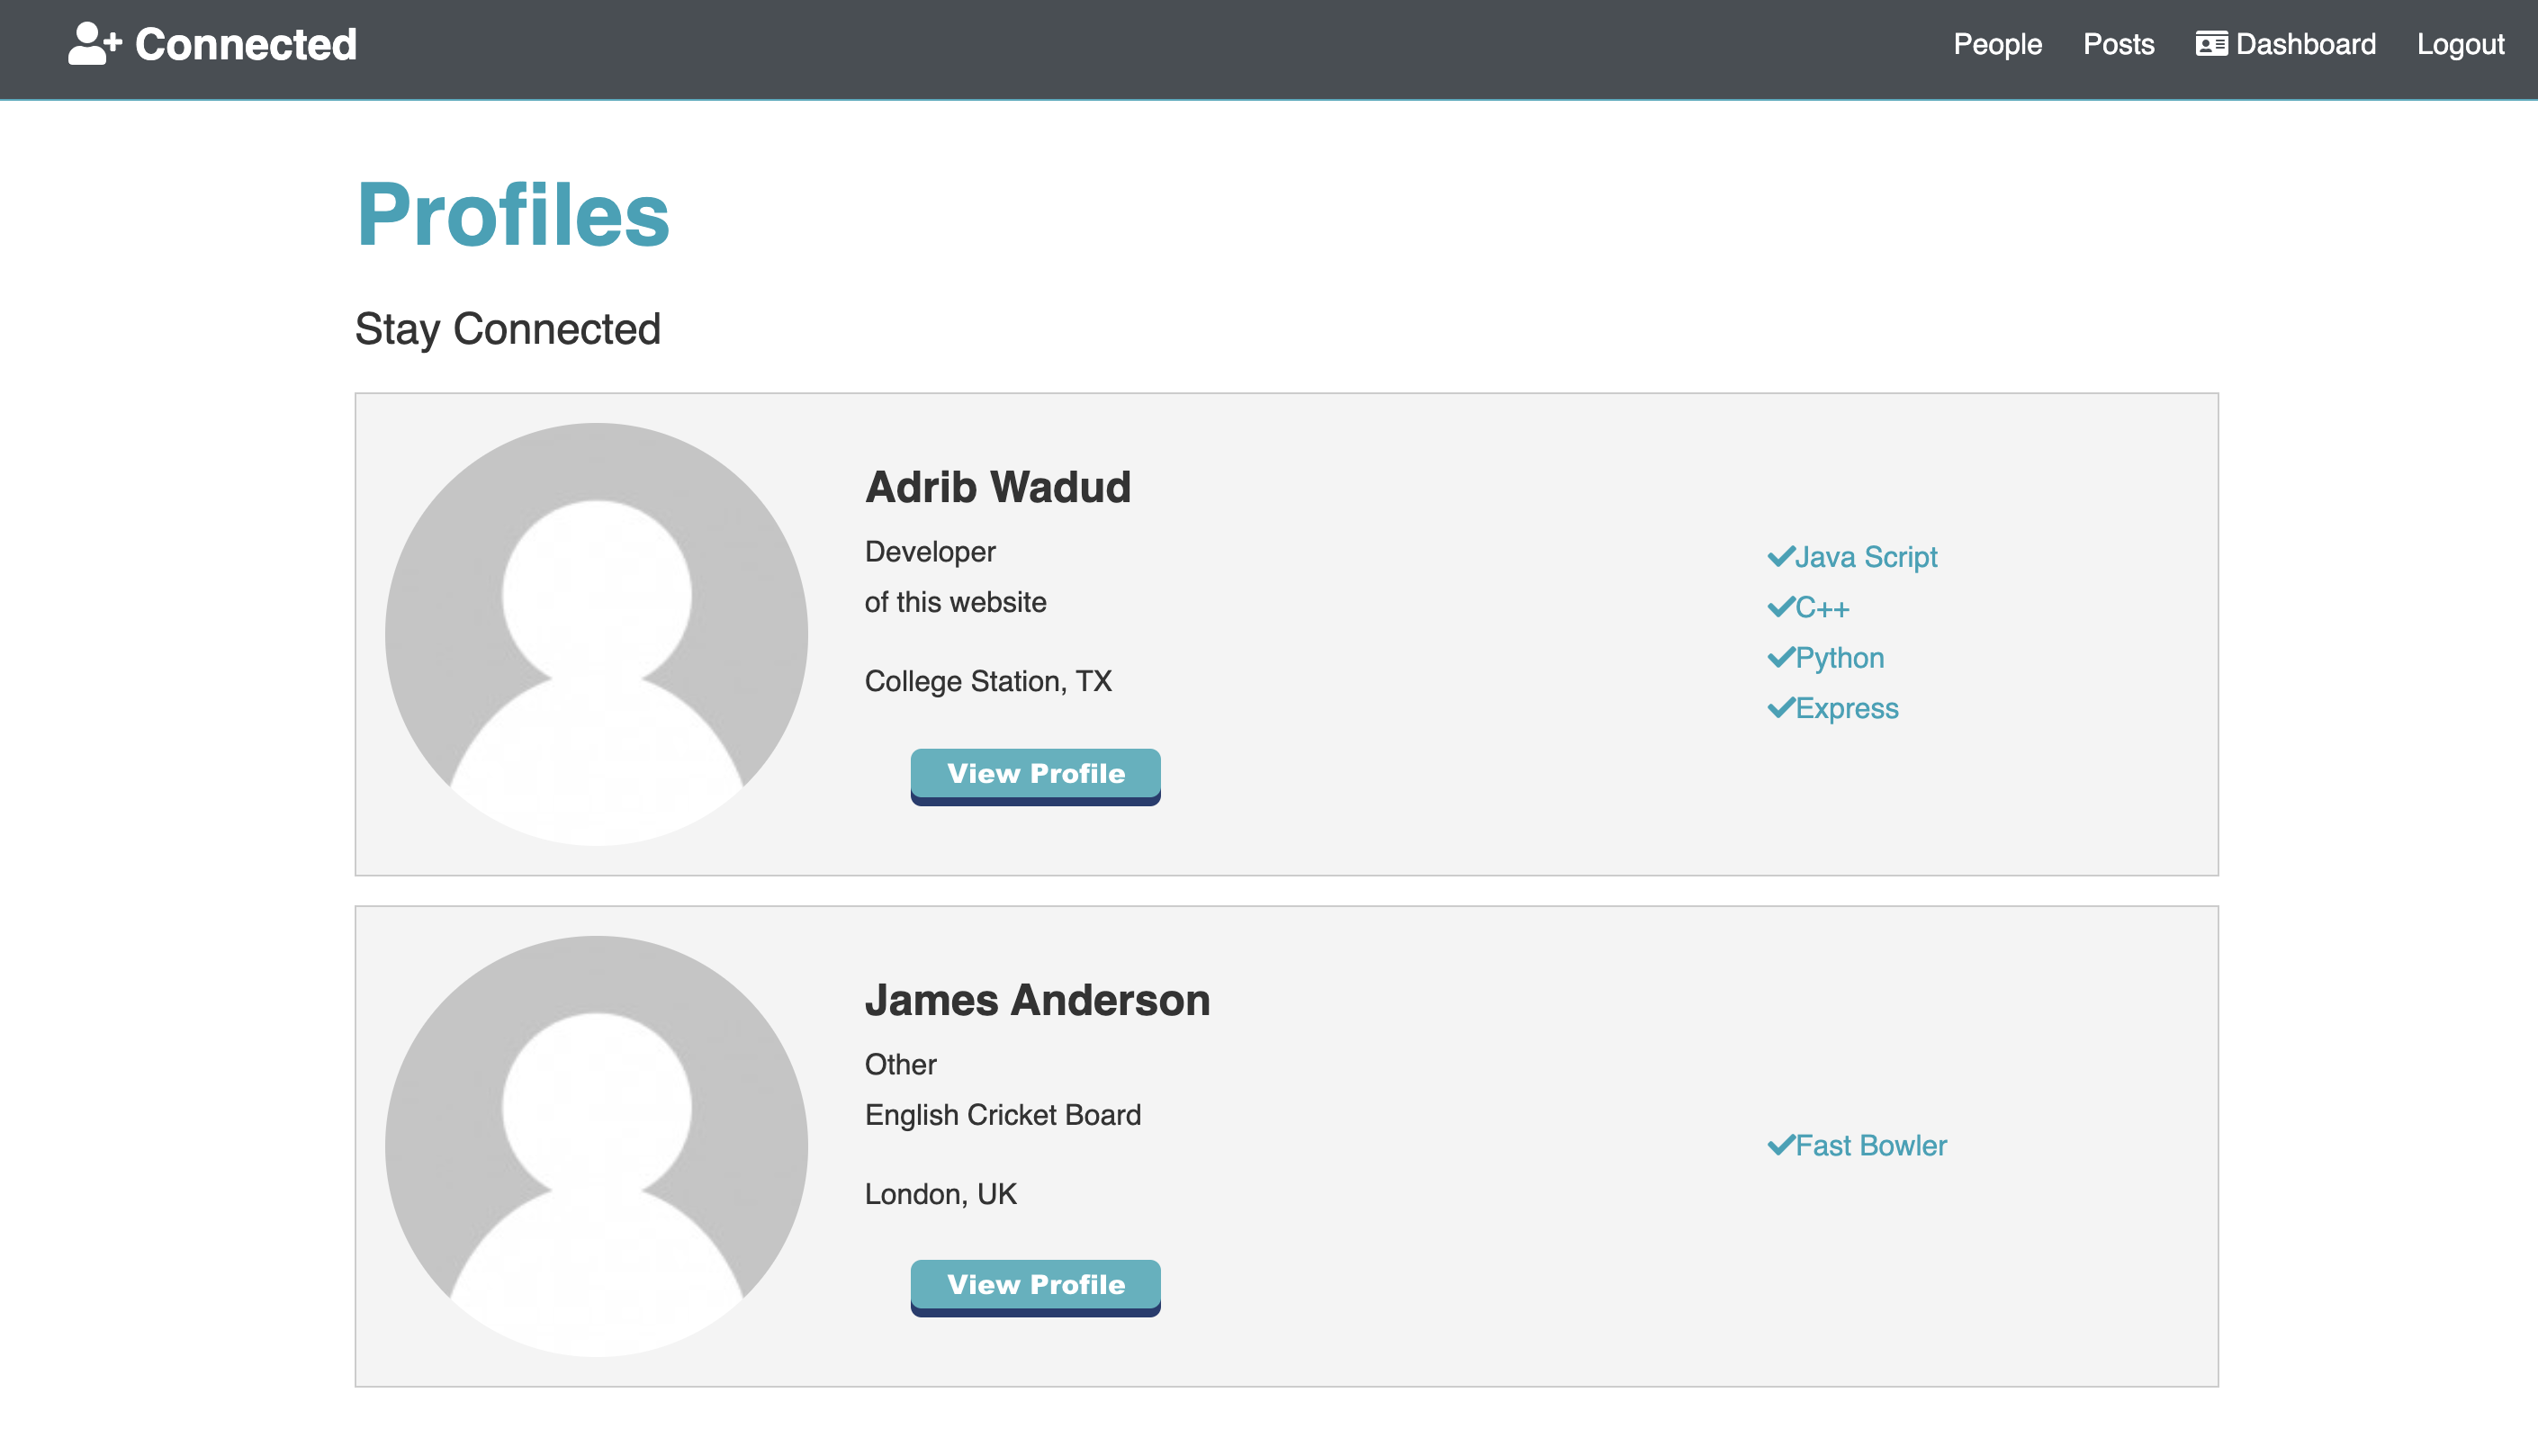 Connected
People Posts Dashboard Logout
Profiles
Stay Connected
Adrib Wadud
Developer
of this website
College Station, TX
View Profile
Java Script
C++
Python
Express
James Anderson
Other
English Cricket Board
London, UK
View Profile
Fast Bowler